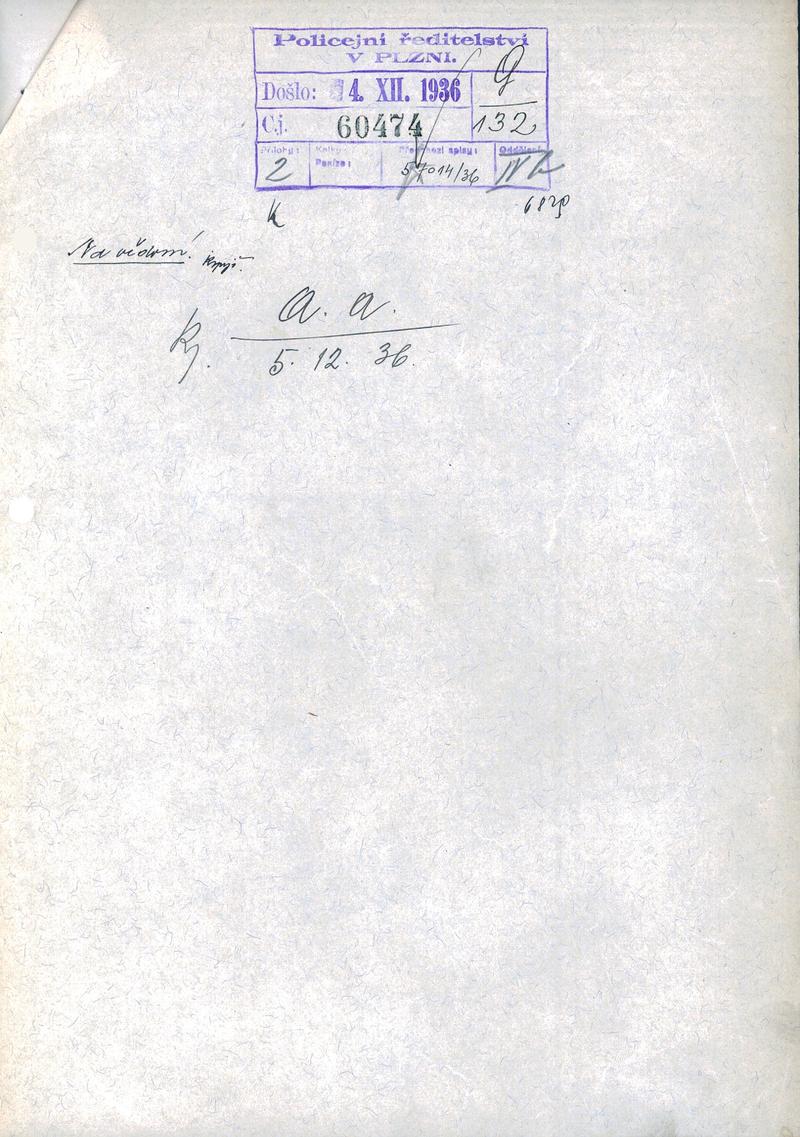 Policejní ředitelství
V PLZNI.
Došlo: 4. XII. 1936
G
132
Č.j. 60474
Přílohy:
2
Kolky:
Peníze:
Předchozí spisy:
57014/36
Oddělení
K
Na vědomí!
a. a.
5. 12. 36.